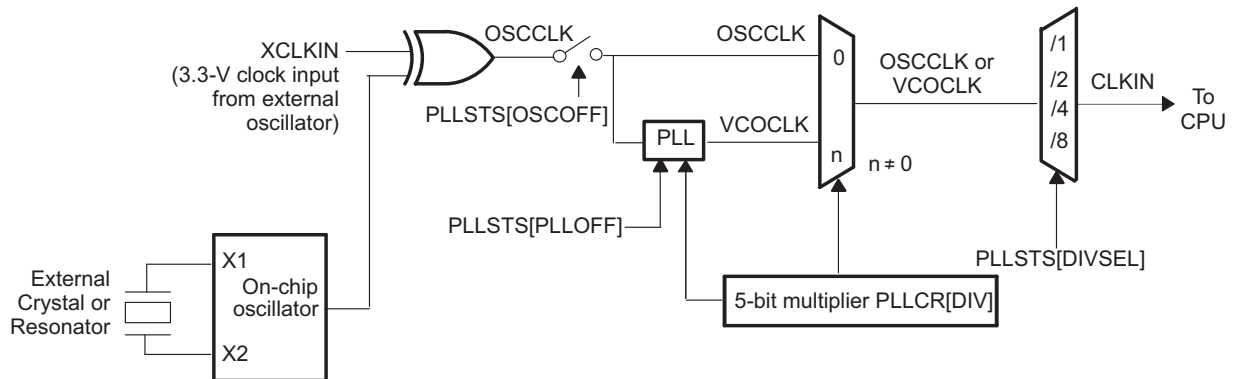 XCLKIN
(3.3-V clock input
from external
oscillator)
OSCCLK
PLLSTS[OSCOFF]
OSCCLK
0
OSCCLK or
VCOCLK
/1
/2
/4
/8
CLKIN
To
CPU
PLL
VCOCLK
n
n ≠ 0
PLLSTS[PLLOFF]
PLLSTS[DIVSEL]
External
Crystal or
Resonator
X1
On-chip
oscillator
X2
5-bit multiplier PLLCR[DIV]